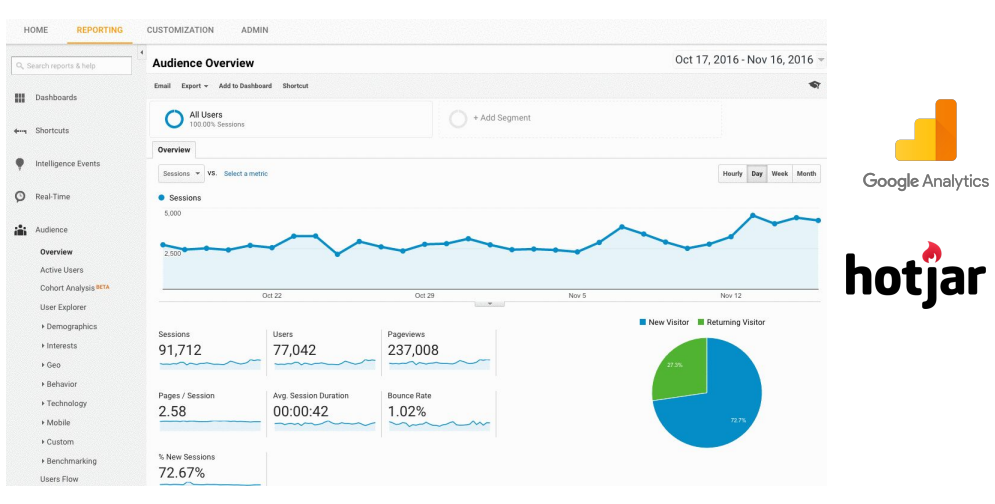 HOME REPORTING CUSTOMIZATION ADMIN
Search reports & help
Dashboards
Shortcuts
Intelligence Events
Real-Time
Audience
Overview
Active Users
Cohort Analysis BETA
User Explorer
Demographics
Interests
Geo
Behavior
Technology
Mobile
Custom
Benchmarking
Users Flow
Audience Overview
Oct 17, 2016 - Nov 16, 2016
Email Export Add to Dashboard Shortcut
All Users
100.00% Sessions
+ Add Segment
Overview
Sessions VS. Select a metric
Hourly Day Week Month
Sessions
5,000
2,500
Oct 22 Oct 29 Nov 5 Nov 12
Sessions
91,712
Users
77,042
Pageviews
237,008
Pages / Session
2.58
Avg. Session Duration
00:00:42
Bounce Rate
1.02%
% New Sessions
72.67%
New Visitor Returning Visitor
27.3%
72.7%
Google Analytics
hotjar